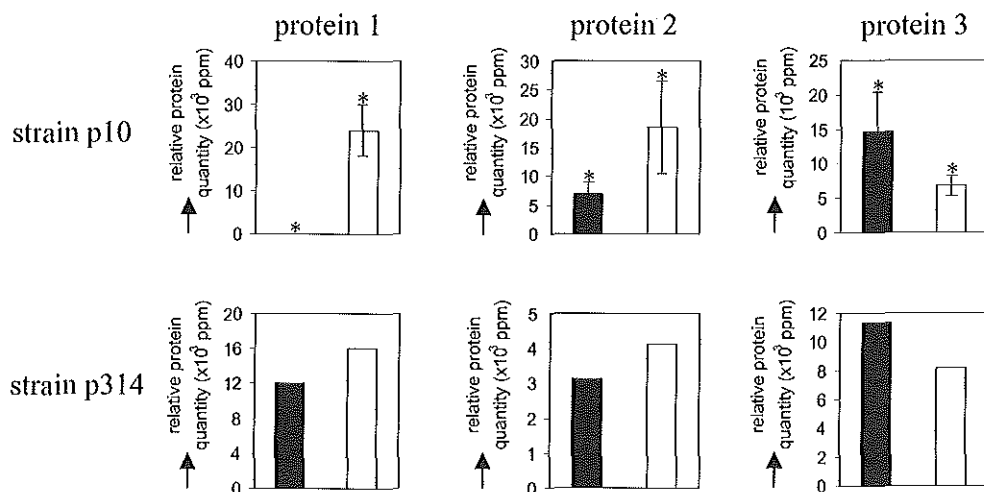 protein 1
protein 2
protein 3
strain p10
relative protein
quantity (x10³ ppm)
40
30
20
10
0
*
*
relative protein
quantity (x10³ ppm)
30
25
20
15
10
5
0
*
*
relative protein
quantity (10³ ppm)
25
20
15
10
5
0
*
*
strain p314
relative protein
quantity (x10³ ppm)
20
16
12
8
4
0
relative protein
quantity (x10³ ppm)
5
4
3
2
1
0
relative protein
quantity (x10³ ppm)
12
10
8
6
4
2
0